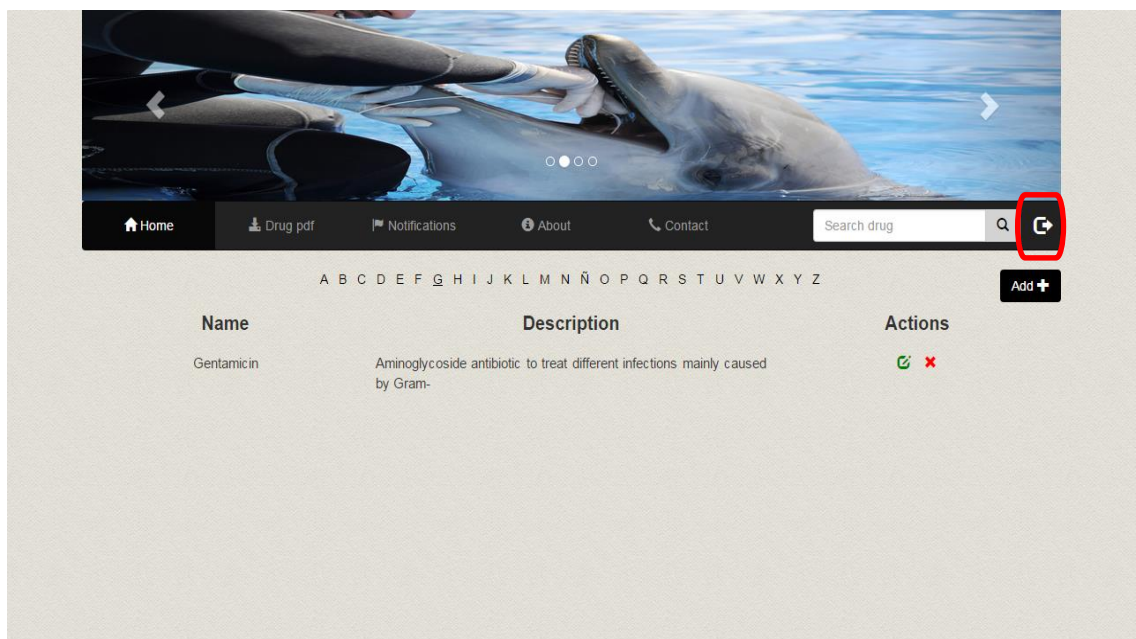 Home Drug pdf Notifications About Contact Search drug
A B C D E F G H I J K L M N Ñ O P Q R S T U V W X Y Z
Add
Name Description Actions
Gentamicin Aminoglycoside antibiotic to treat different infections mainly caused
by Gram-